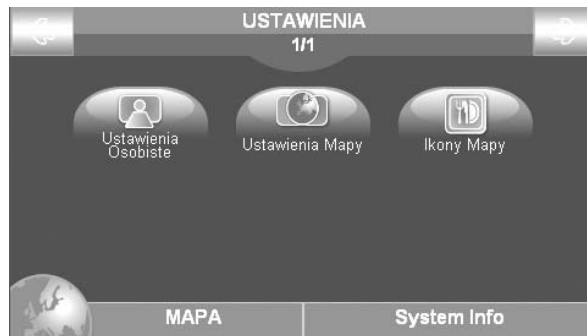 USTAWIENIA
1/1
Ustawienia
Osobiste
Ustawienia Mapy
Ikony Mapy
MAPA
System Info